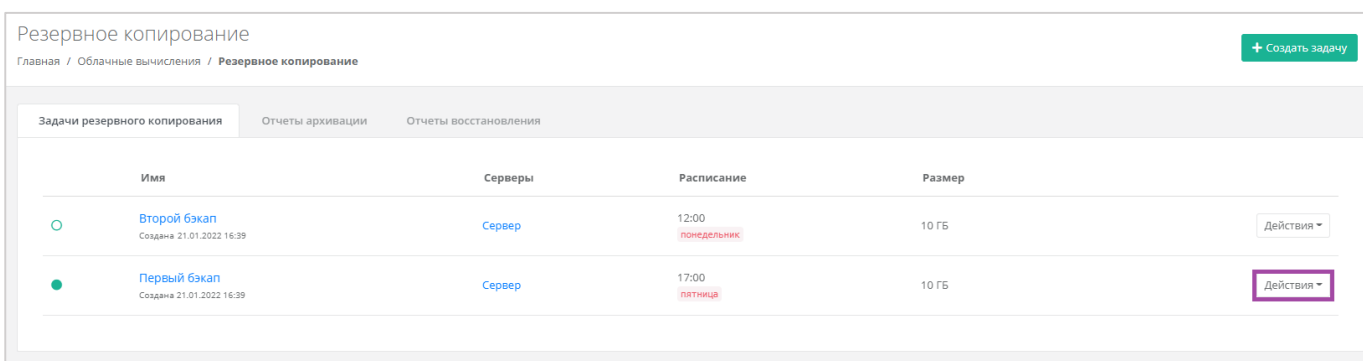 Резервное копирование
Главная / Облачные вычисления / Резервное копирование
+ Создать задачу
Задачи резервного копирования Отчеты архивации Отчеты восстановления
Имя Серверы Расписание Размер
Второй бэкап Сервер 12:00 10 ГБ Действия
Создана 21.01.2022 16:39 понедельник
Первый бэкап Сервер 17:00 10 ГБ Действия
Создана 21.01.2022 16:39 пятница